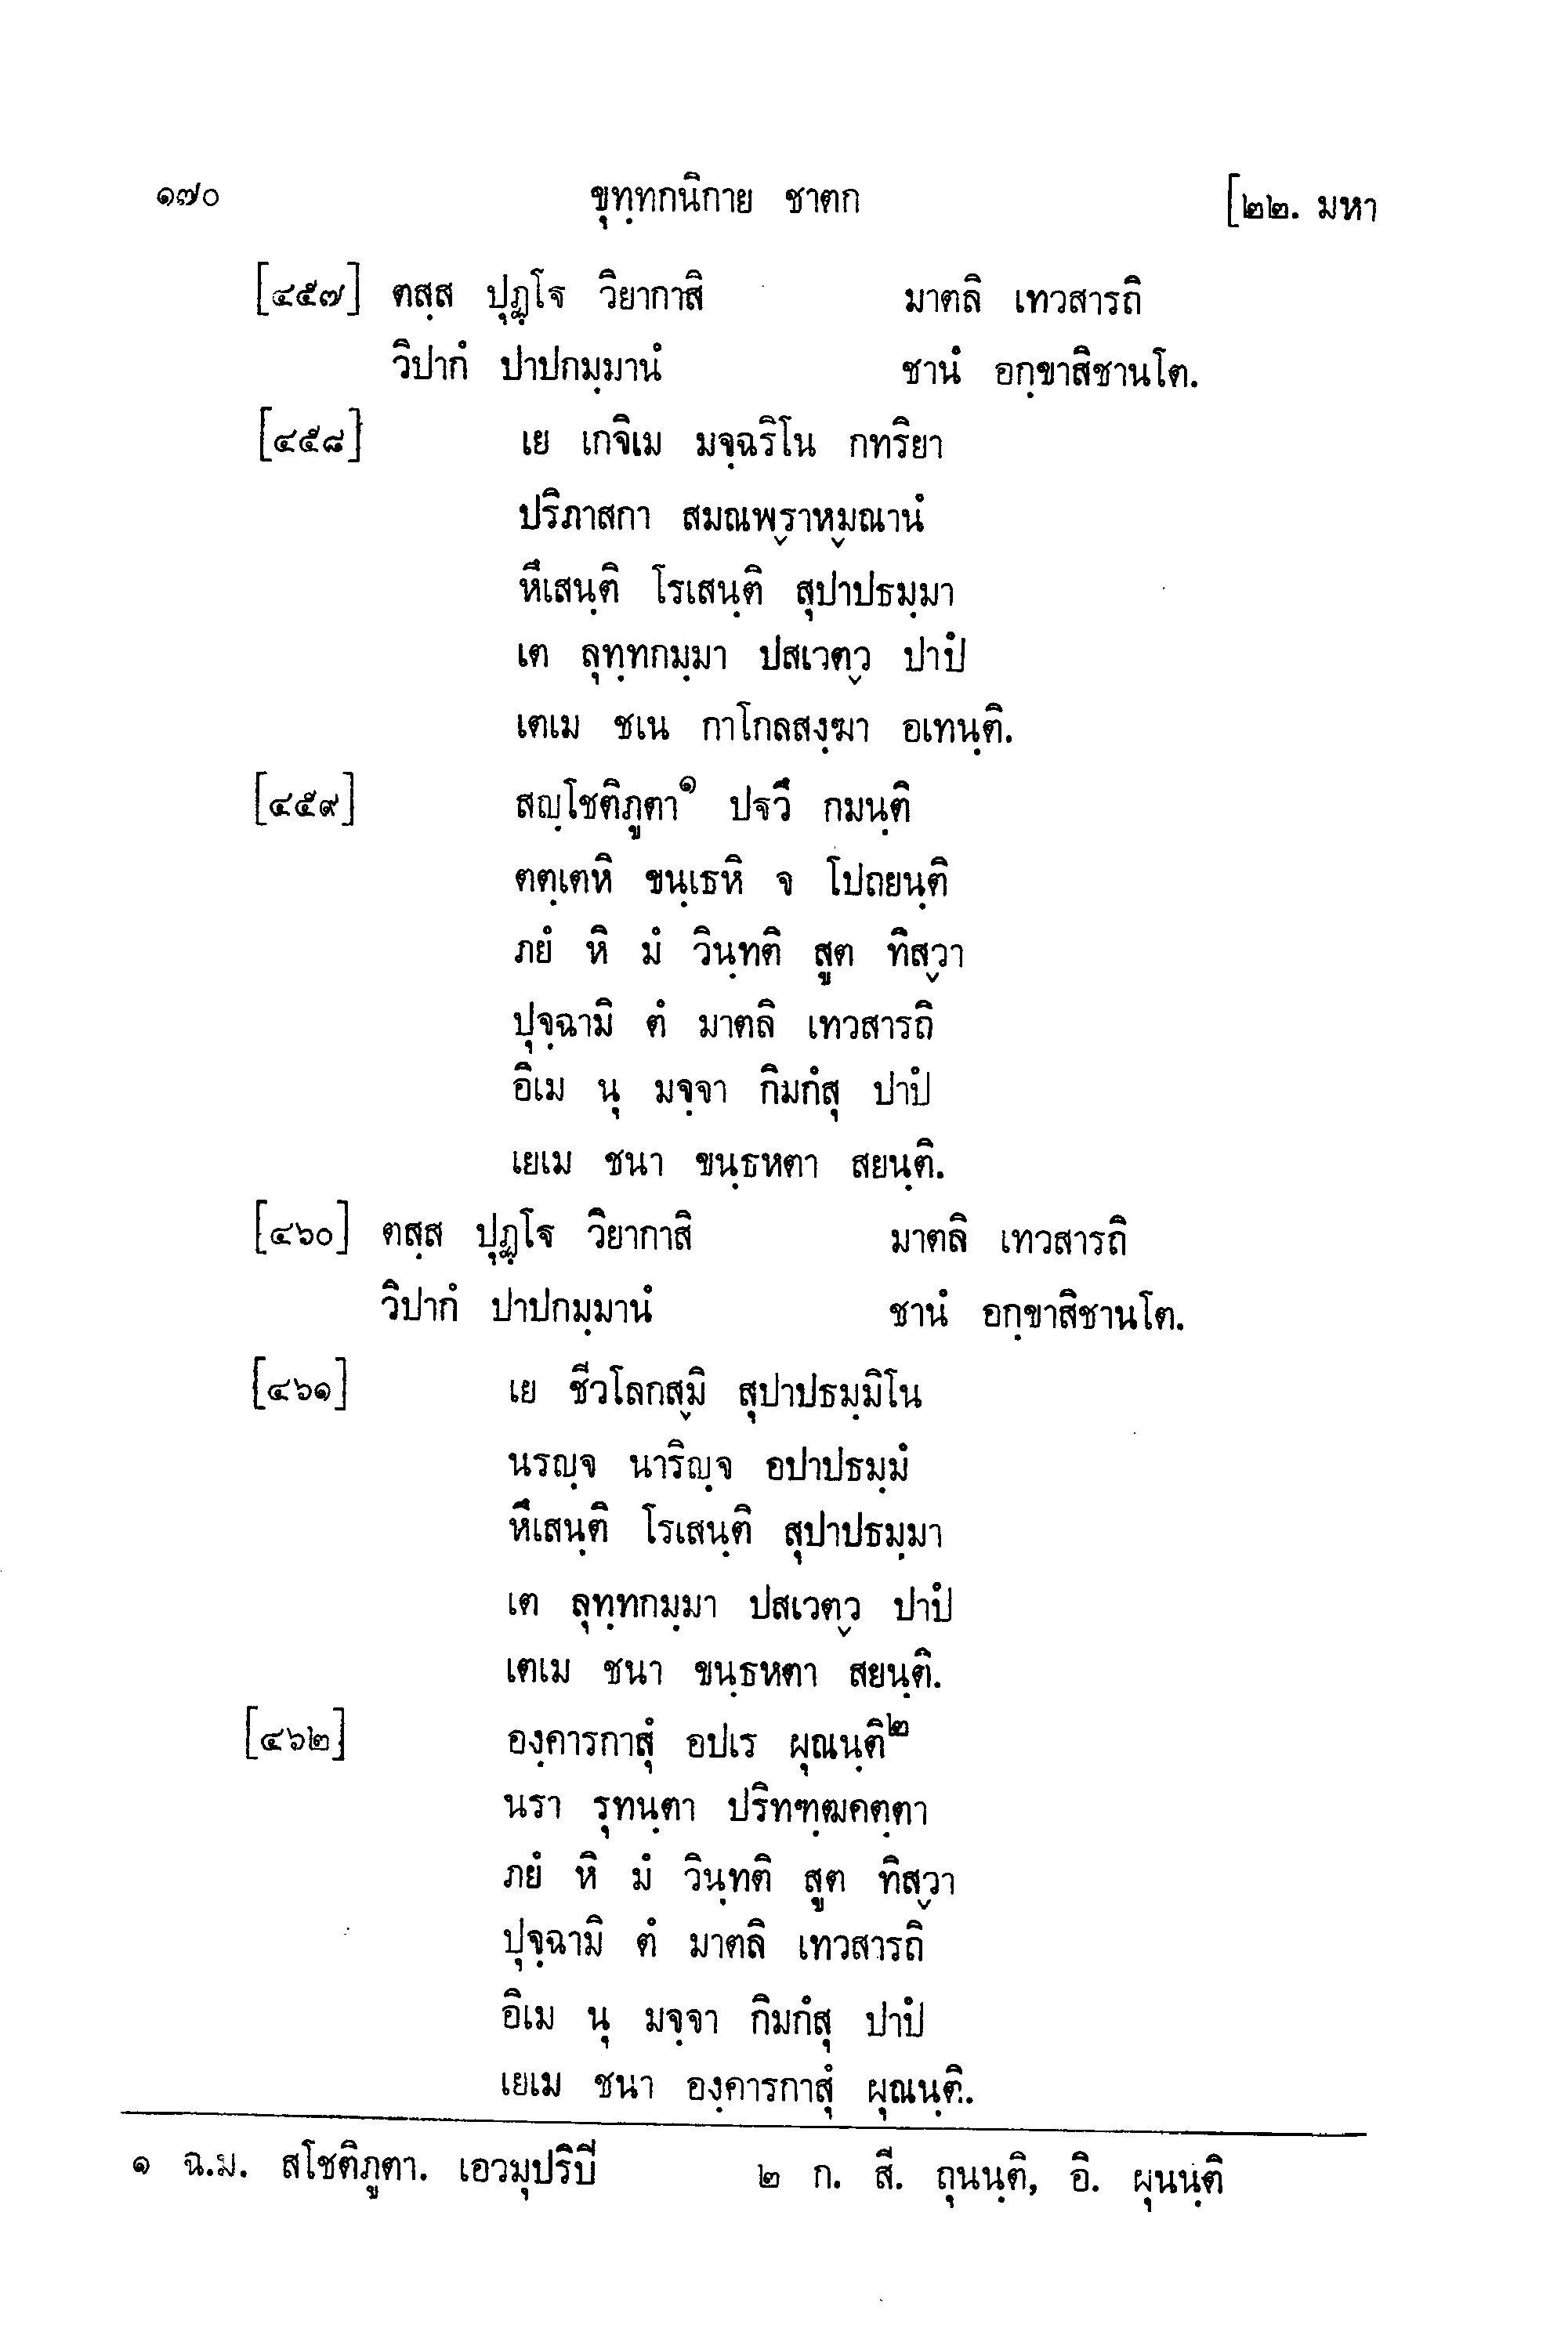 ๑๗๐ ขุทฺทกนิกาย ชาตก [๒๒. มหา
[๔๕๗] ตสฺส ปุฏฺโฐ วิยากาสิ มาตลิ เทวสารถิ
วิปากํ ปาปกมฺมานํ ชานํ อกฺขาสิชานโต.
[๔๕๘] เย เกจิเม มจฺฉริโน กทริยา
ปริภาสกา สมณพฺราหฺมณานํ
หึเสนฺติ โรเสนฺติ สุปาปธมฺมา
เต ลุทฺทกมฺมา ปสเวตฺว ปาปํ
เตเม ชเน กาโกลสงฺฆา อเทนฺติ.
[๔๕๙] สญฺโชติภูตา๑ ปฐวึ กมนฺติ
ตตฺเตหิ ขนฺเธหิ จ โปถยนฺติ
ภยํ หิ มํ วินฺทติ สูต ทิสฺวา
ปุจฺฉามิ ตํ มาตลิ เทวสารถิ
อิเม นุ มจฺจา กิมกํสุ ปาปํ
เยเม ชนา ขนฺธหตา สยนฺติ.
[๔๖๐] ตสฺส ปุฏฺโฐ วิยากาสิ มาตลิ เทวสารถิ
วิปากํ ปาปกมฺมานํ ชานํ อกฺขาสิชานโต.
[๔๖๑] เย ชีวโลกสฺมิ สุปาปธมฺมิโน
นรญฺจ นาริญฺจ อปาปธมฺมํ
หึเสนฺติ โรเสนฺติ สุปาปธมฺมา
เต ลุทฺทกมฺมา ปสเวตฺว ปาปํ
เตเม ชนา ขนฺธหตา สยนฺติ.
[๔๖๒] องฺคารกาสุํ อปเร ผุณนฺติ๒
นรา รุทนฺตา ปริทฑฺฒคตฺตา
ภยํ หิ มํ วินฺทติ สูต ทิสฺวา
ปุจฺฉามิ ตํ มาตลิ เทวสารถิ
อิเม นุ มจฺจา กิมกํสุ ปาปํ
เยเม ชนา องฺคารกาสุํ ผุณนฺติ.
๑ ฉ.ม. สโชติภูตา. เอวมุปริปี ๒ ก. สี. ถุนนฺติ, อิ. ผุนนฺติ